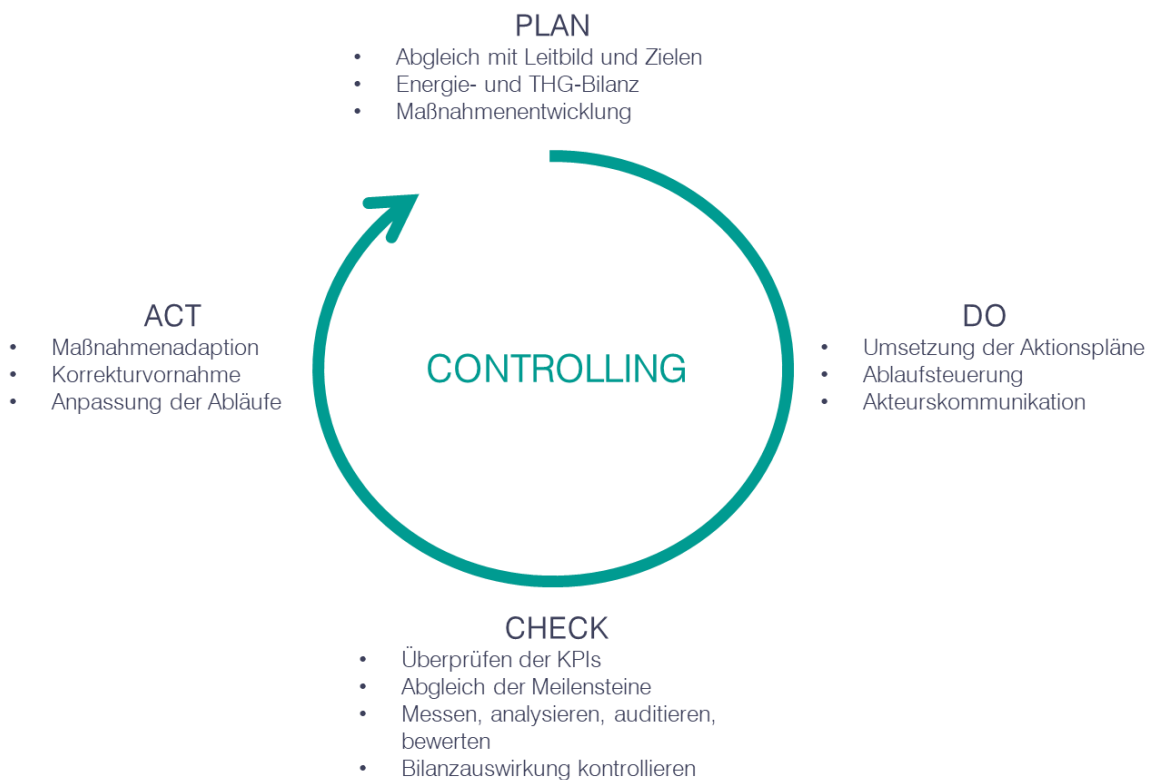 PLAN
• Abgleich mit Leitbild und Zielen
• Energie- und THG-Bilanz
• Maßnahmenentwicklung
ACT
• Maßnahmenadaption
• Korrekturvornahme
• Anpassung der Abläufe
CONTROLLING
DO
• Umsetzung der Aktionspläne
• Ablaufsteuerung
• Akteurskommunikation
CHECK
• Überprüfen der KPIs
• Abgleich der Meilensteine
• Messen, analysieren, auditieren,
bewerten
• Bilanzauswirkung kontrollieren